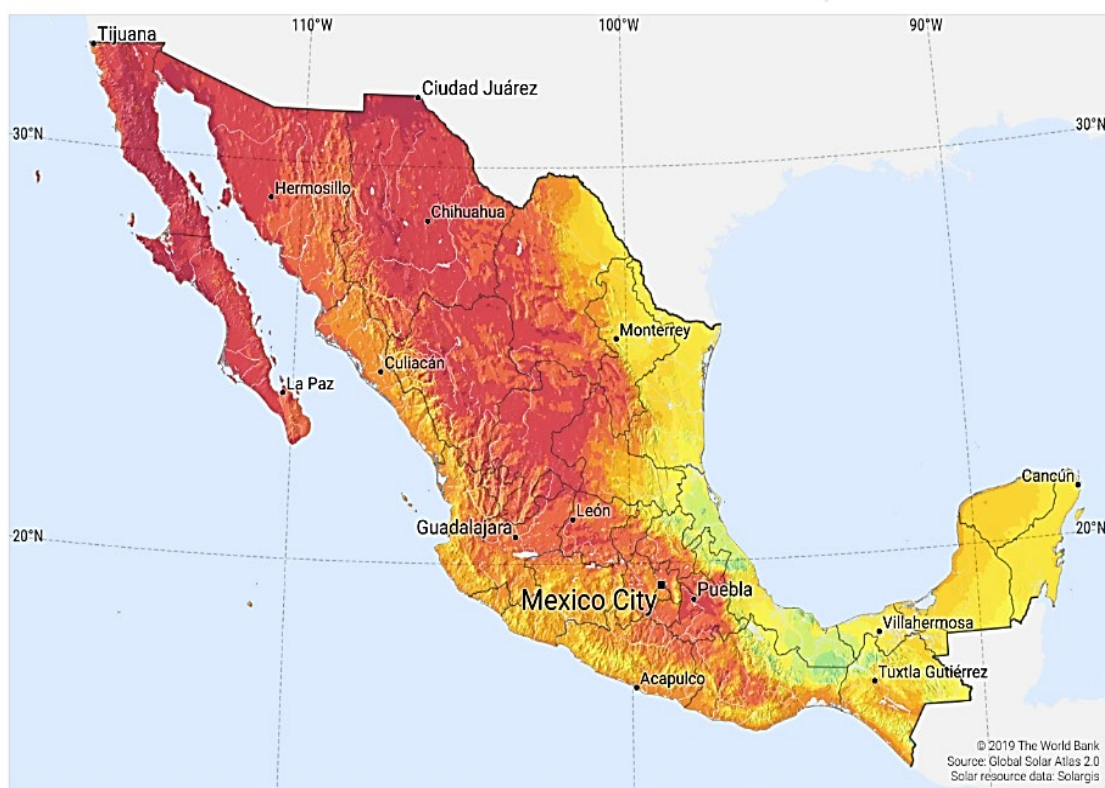 110°W
100°W
90°W
Tijuana
Ciudad Juárez
30°N
30°N
Hermosillo
Chihuahua
Monterrey
Culiacán
La Paz
Cancún
León
Guadalajara
20°N
20°N
Mexico City
Puebla
Villahermosa
Acapulco
Tuxtla Gutiérrez
© 2019 The World Bank
Source: Global Solar Atlas 2.0
Solar resource data: Solargis